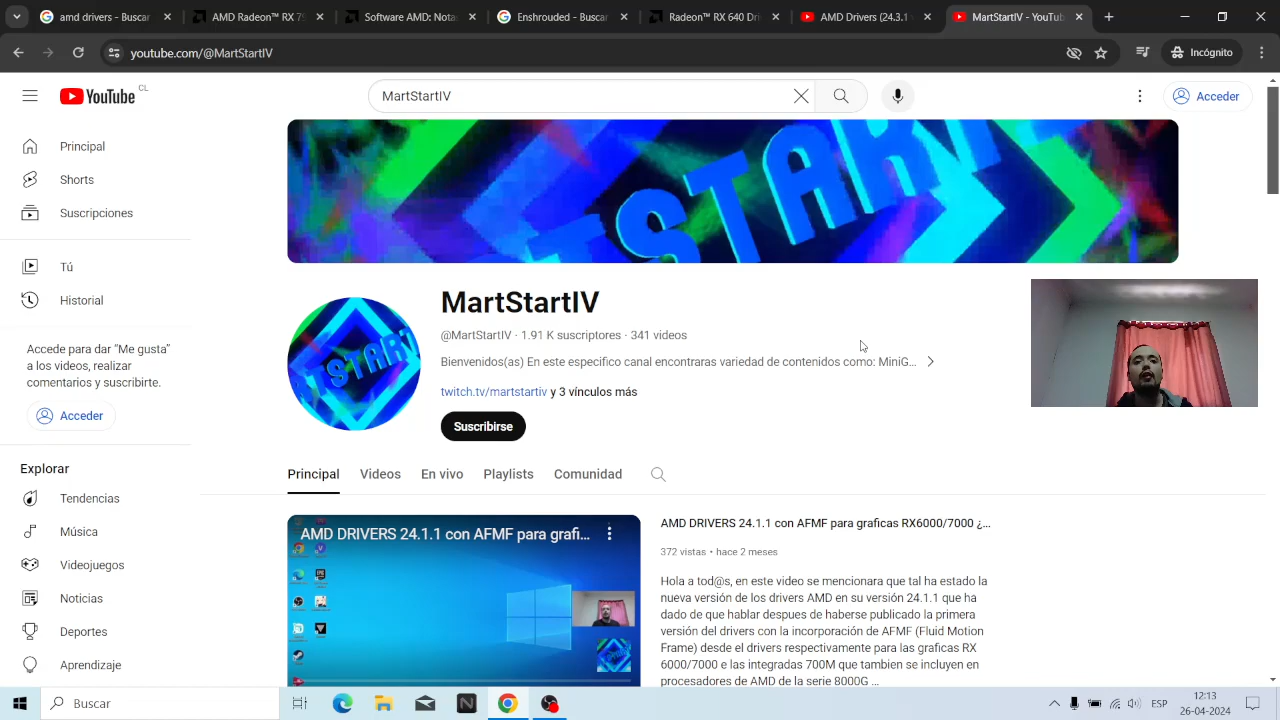 amd drivers - Busc
AMD Radeon™ RX 75
Software AMD: Notas
Enshrouded - Buscar
Radeon™ RX 640 Dri
AMD Drivers (24.3.1
MartStartIV - YouTub
youtube.com/@MartStartIV
Incógnito
YouTube CL
MartStartIV
Acceder
Principal
Shorts
Suscripciones
Tú
Historial
Accede para dar “Me gusta”
a los videos, realizar
comentarios y suscribirte.
Acceder
Explorar
Tendencias
Música
Videojuegos
Noticias
Deportes
Aprendizaje
TSTARIV
START
MartStartIV
@MartStartIV · 1.91 K suscriptores · 341 videos
Bienvenidos(as) En este especifico canal encontraras variedad de contenidos como: MiniG...
twitch.tv/martstartiv y 3 vínculos más
Suscribirse
Principal
Videos
En vivo
Playlists
Comunidad
AMD DRIVERS 24.1.1 con AFMF para grafi...
AMD DRIVERS 24.1.1 con AFMF para graficas RX6000/7000 ¿...
372 vistas • hace 2 meses
Hola a tod@s, en este video se mencionara que tal ha estado la
nueva versión de los drivers AMD en su versión 24.1.1 que ha
dado de que hablar despues de haberse publicado la primera
versión del drivers con la incorporación de AFMF (Fluid Motion
Frame) desde el drivers respectivamente para las graficas RX
6000/7000 e las integradas 700M que tambien se incluyen en
procesadores de AMD de la serie 8000G ...
Buscar
ESP
12:13
26-04-2024